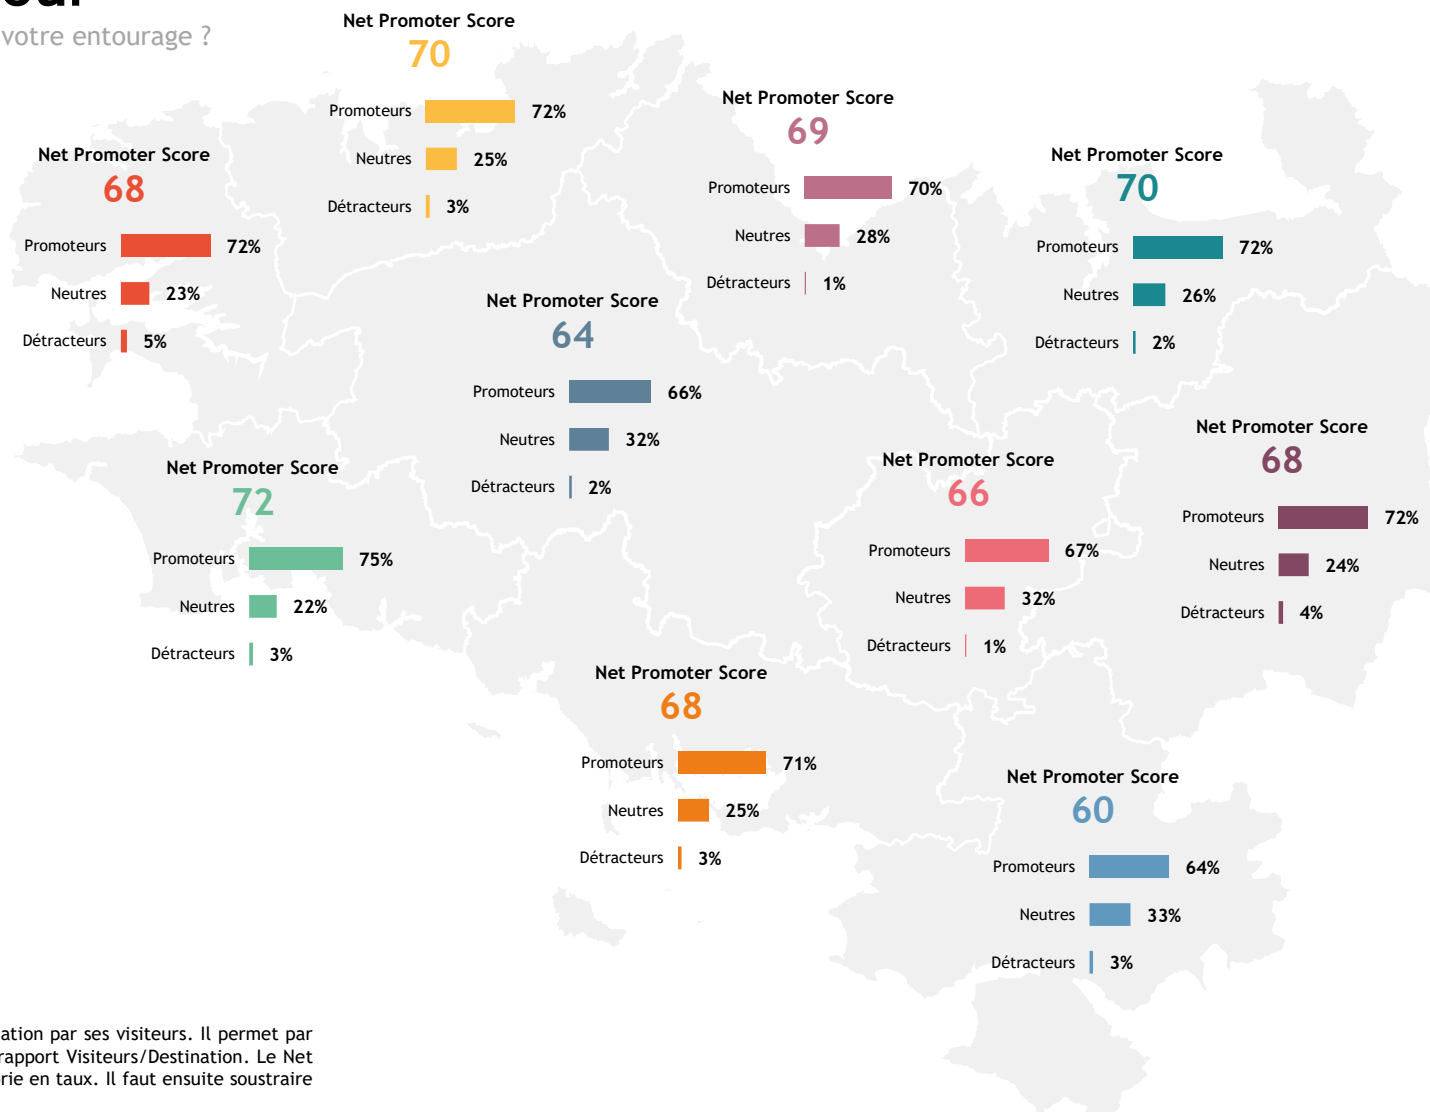 votre entourage ?
Net Promoter Score
70
Promoteurs 72%
Neutres 25%
Détracteurs 3%
Net Promoter Score
69
Promoteurs 70%
Neutres 28%
Détracteurs 1%
Net Promoter Score
68
Promoteurs 72%
Neutres 23%
Détracteurs 5%
Net Promoter Score
70
Promoteurs 72%
Neutres 26%
Détracteurs 2%
Net Promoter Score
64
Promoteurs 66%
Neutres 32%
Détracteurs 2%
Net Promoter Score
72
Promoteurs 75%
Neutres 22%
Détracteurs 3%
Net Promoter Score
66
Promoteurs 67%
Neutres 32%
Détracteurs 1%
Net Promoter Score
68
Promoteurs 72%
Neutres 24%
Détracteurs 4%
Net Promoter Score
68
Promoteurs 71%
Neutres 25%
Détracteurs 3%
Net Promoter Score
60
Promoteurs 64%
Neutres 33%
Détracteurs 3%
ation par ses visiteurs. Il permet par
rapport Visiteurs/Destination. Le Net
rie en taux. Il faut ensuite soustraire